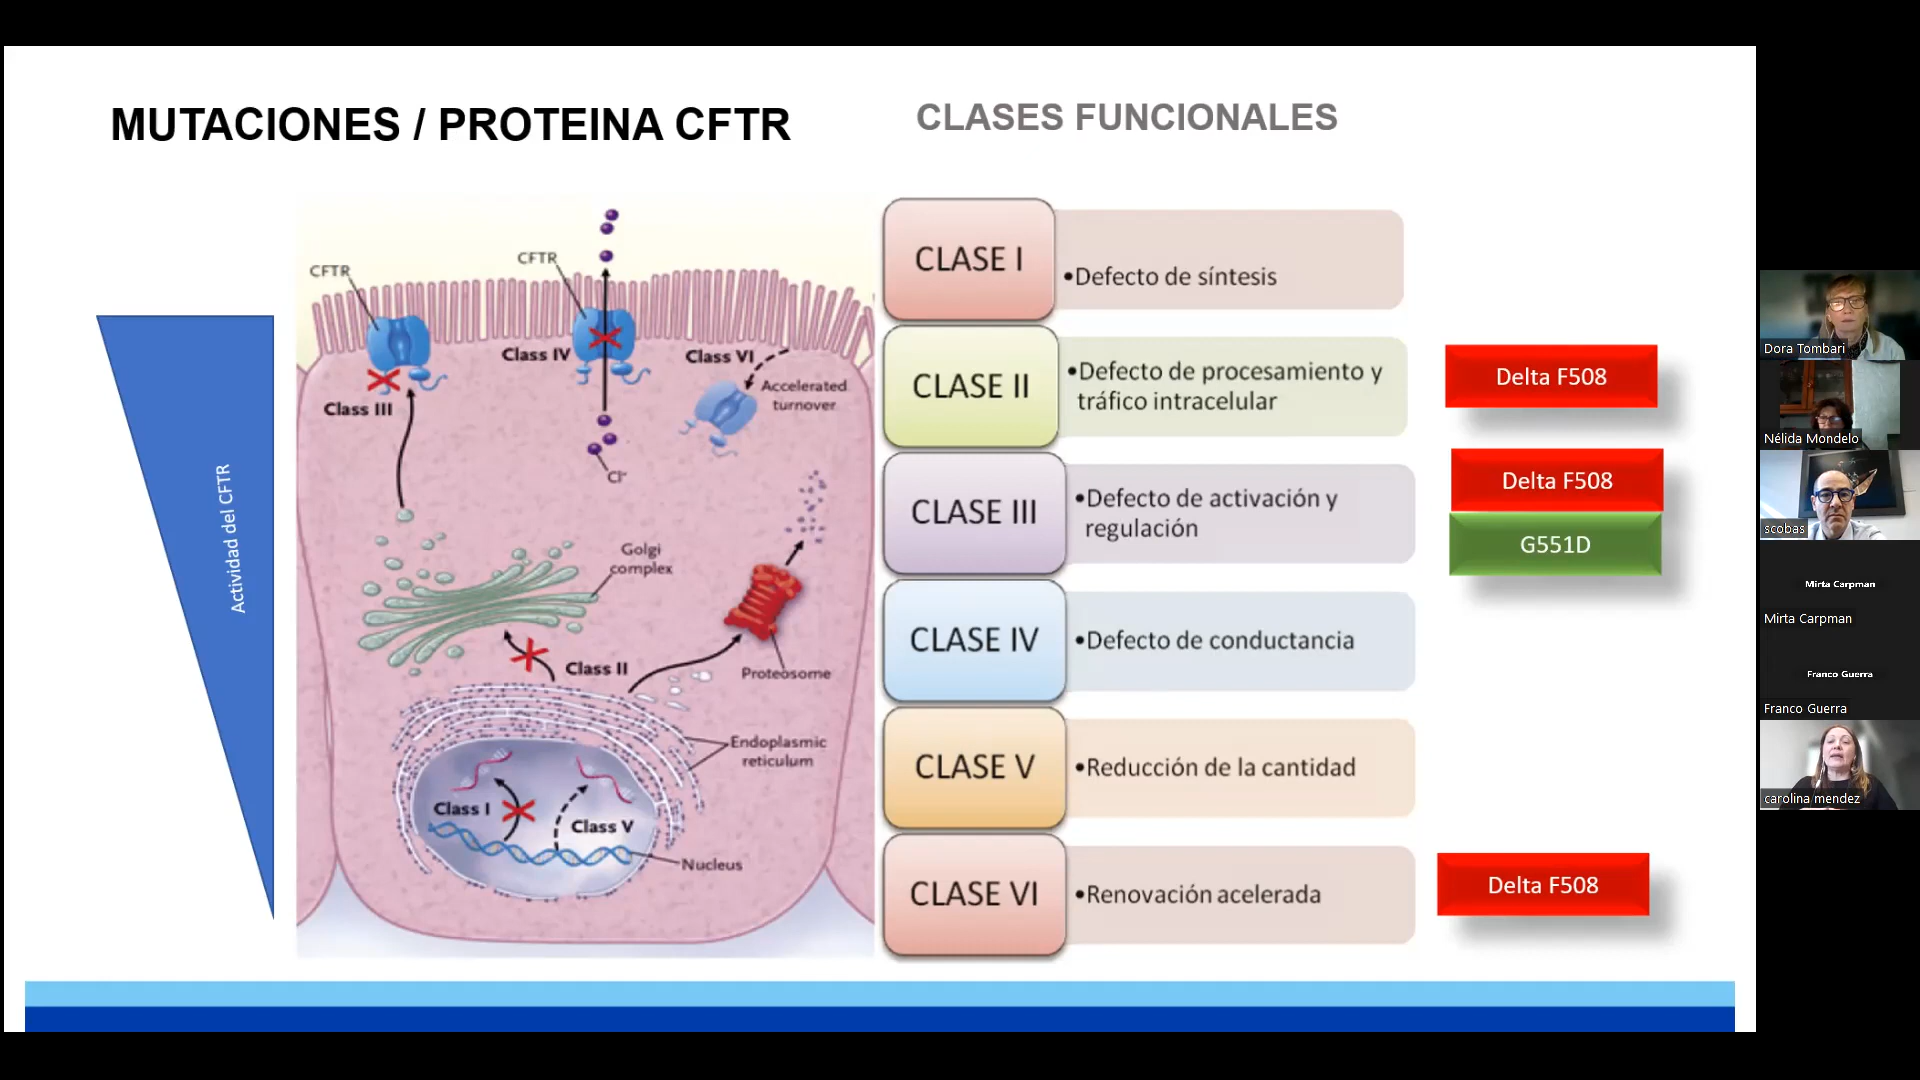 MUTACIONES / PROTEINA CFTR
CLASES FUNCIONALES
Actividad del CFTR
CFTR
CFTR
Class III
Class IV
Class VI
Accelerated
turnover
Cl-
Golgi
complex
Class II
Proteosome
Endoplasmic
reticulum
Class I
Class V
Nucleus
CLASE I
•Defecto de síntesis
CLASE II
•Defecto de procesamiento y
tráfico intracelular
Delta F508
CLASE III
•Defecto de activación y
regulación
Delta F508
G551D
CLASE IV
•Defecto de conductancia
CLASE V
•Reducción de la cantidad
CLASE VI
•Renovación acelerada
Delta F508
Dora Tombari
Nélida Mondelo
scobas
Mirta Carpman
Mirta Carpman
Franco Guerra
Franco Guerra
carolina mendez